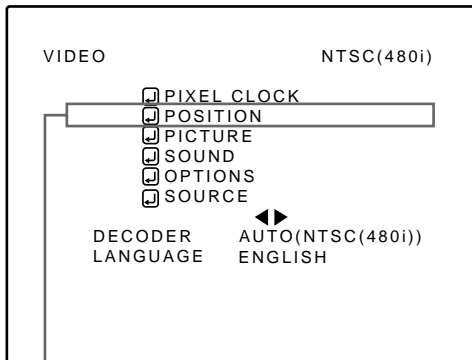 VIDEO NTSC(480i)
PIXEL CLOCK
POSITION
PICTURE
SOUND
OPTIONS
SOURCE
DECODER AUTO(NTSC(480i))
LANGUAGE ENGLISH